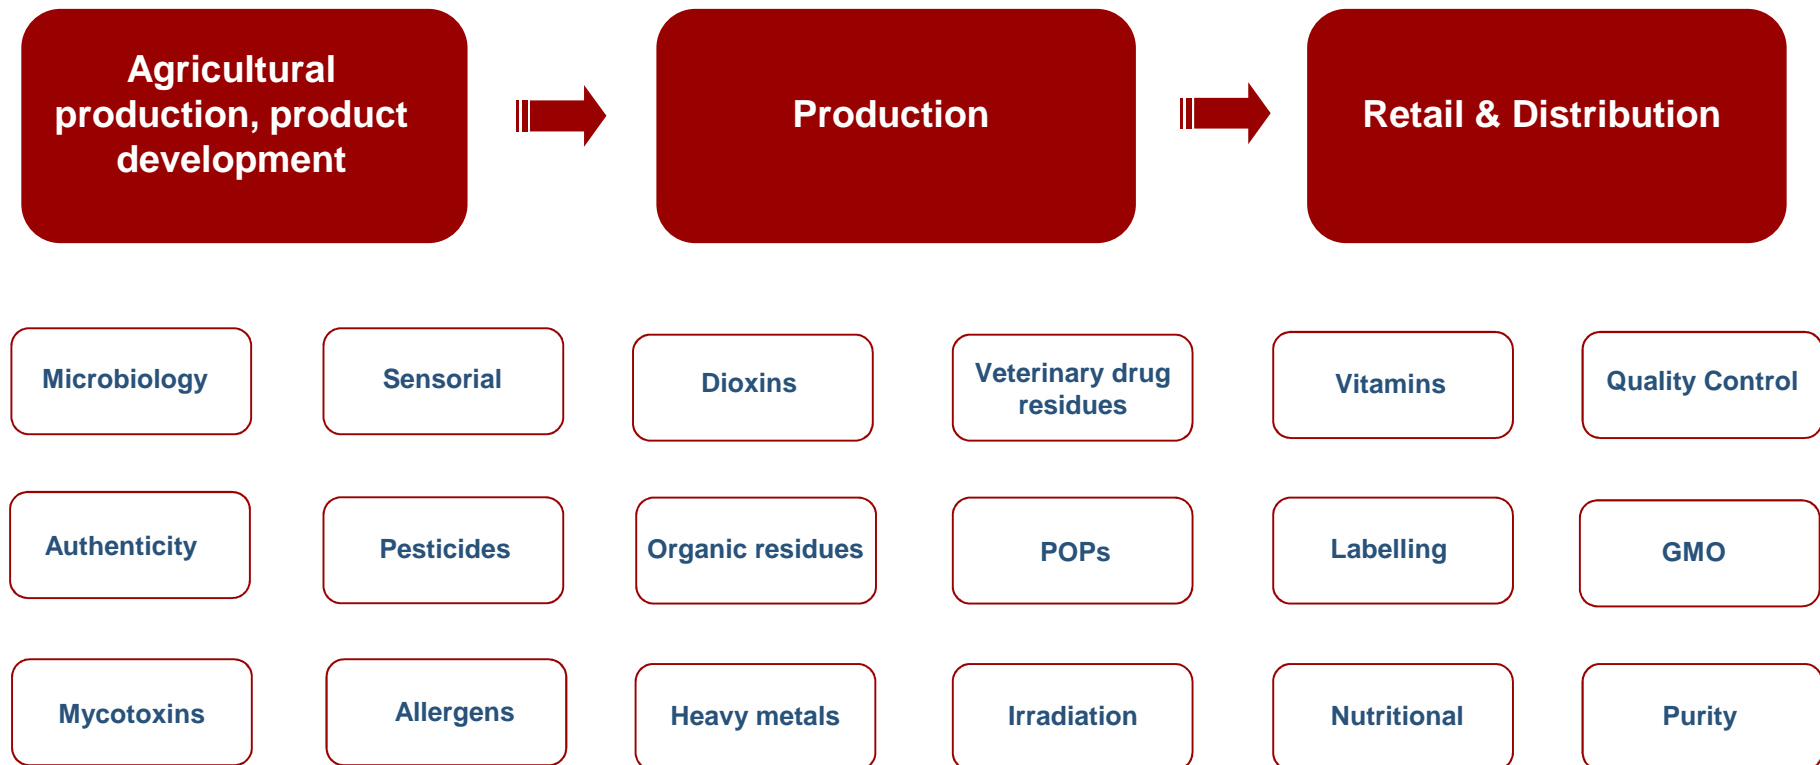 Agricultural
production, product
development
Production
Retail & Distribution
Microbiology
Sensorial
Dioxins
Veterinary drug
residues
Vitamins
Quality Control
Authenticity
Pesticides
Organic residues
POPs
Labelling
GMO
Mycotoxins
Allergens
Heavy metals
Irradiation
Nutritional
Purity